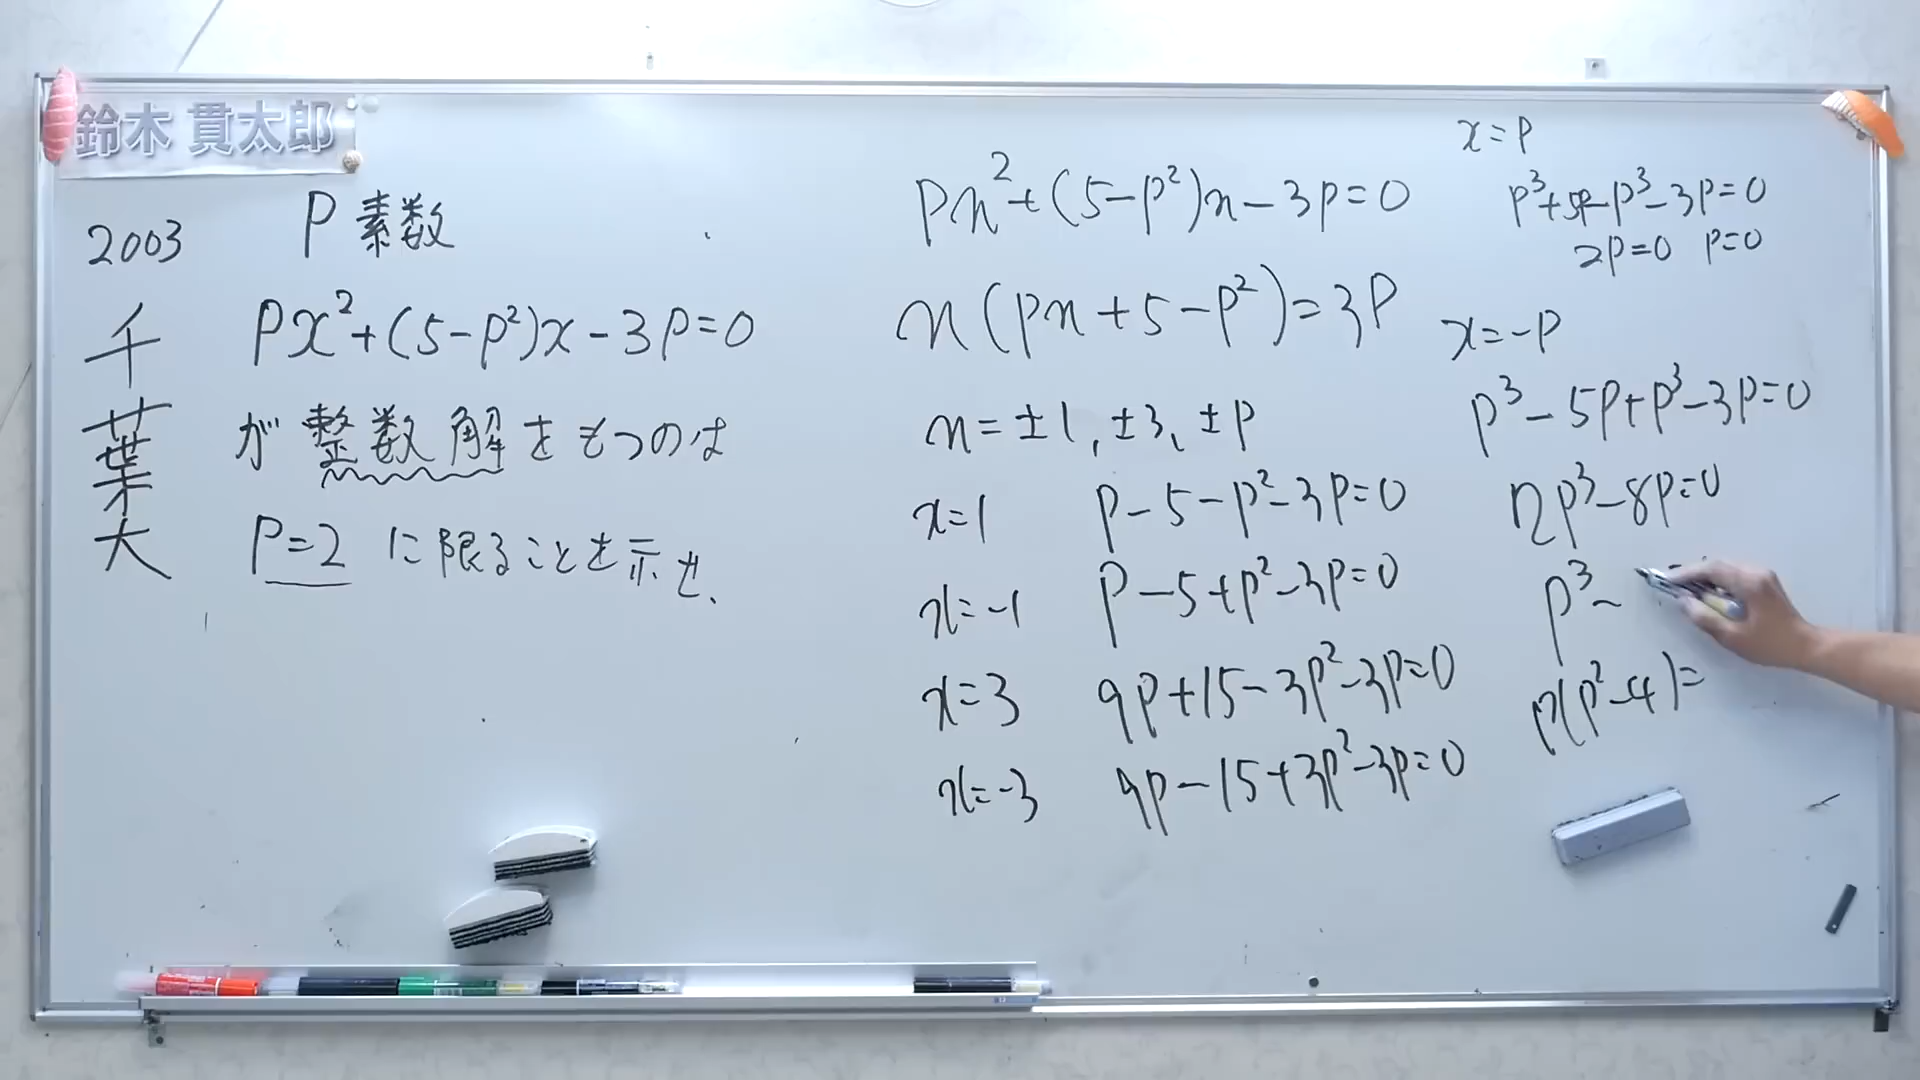 鈴木 貫太郎
2003
千葉大
P 素数
Px²+(5-p²)x-3p=0
が整数解をもつのは
P=2 に限ることを示せ、
px²+(5-p²)x-3p=0
x(px+5-p²)=3p
x=±1,±3,±p
x=1 p-5-p²-3p=0
x=-1 p-5+p²-3p=0
x=3 9p+15-3p²-3p=0
x=-3 9p-15+3p²-3p=0
x=p
p³+5p-p³-3p=0
2p=0 p=0
x=-p
p³-5p+p³-3p=0
2p³-8p=0
p³-
p(p²-4)=